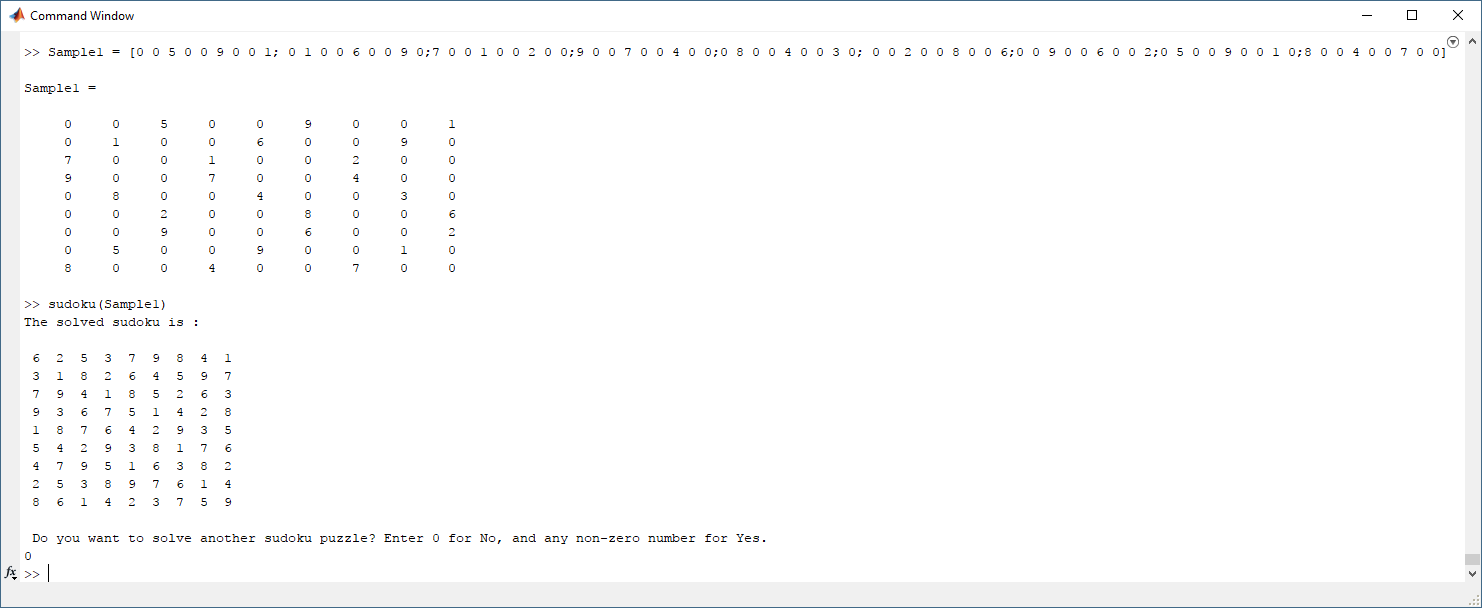 Command Window
>> Sample1 = [0 0 5 0 0 9 0 0 1; 0 1 0 0 6 0 0 9 0;7 0 0 1 0 0 2 0 0;9 0 0 7 0 0 4 0 0;0 8 0 0 4 0 0 3 0; 0 0 2 0 0 8 0 0 6;0 0 9 0 0 6 0 0 2;0 5 0 0 9 0 0 1 0;8 0 0 4 0 0 7 0 0]
Sample1 =
0 0 5 0 0 9 0 0 1
0 1 0 0 6 0 0 9 0
7 0 0 1 0 0 2 0 0
9 0 0 7 0 0 4 0 0
0 8 0 0 4 0 0 3 0
0 0 2 0 0 8 0 0 6
0 0 9 0 0 6 0 0 2
0 5 0 0 9 0 0 1 0
8 0 0 4 0 0 7 0 0
>> sudoku(Sample1)
The solved sudoku is :
6 2 5 3 7 9 8 4 1
3 1 8 2 6 4 5 9 7
7 9 4 1 8 5 2 6 3
9 3 6 7 5 1 4 2 8
1 8 7 6 4 2 9 3 5
5 4 2 9 3 8 1 7 6
4 7 9 5 1 6 3 8 2
2 5 3 8 9 7 6 1 4
8 6 1 4 2 3 7 5 9
Do you want to solve another sudoku puzzle? Enter 0 for No, and any non-zero number for Yes.
0
fx >>